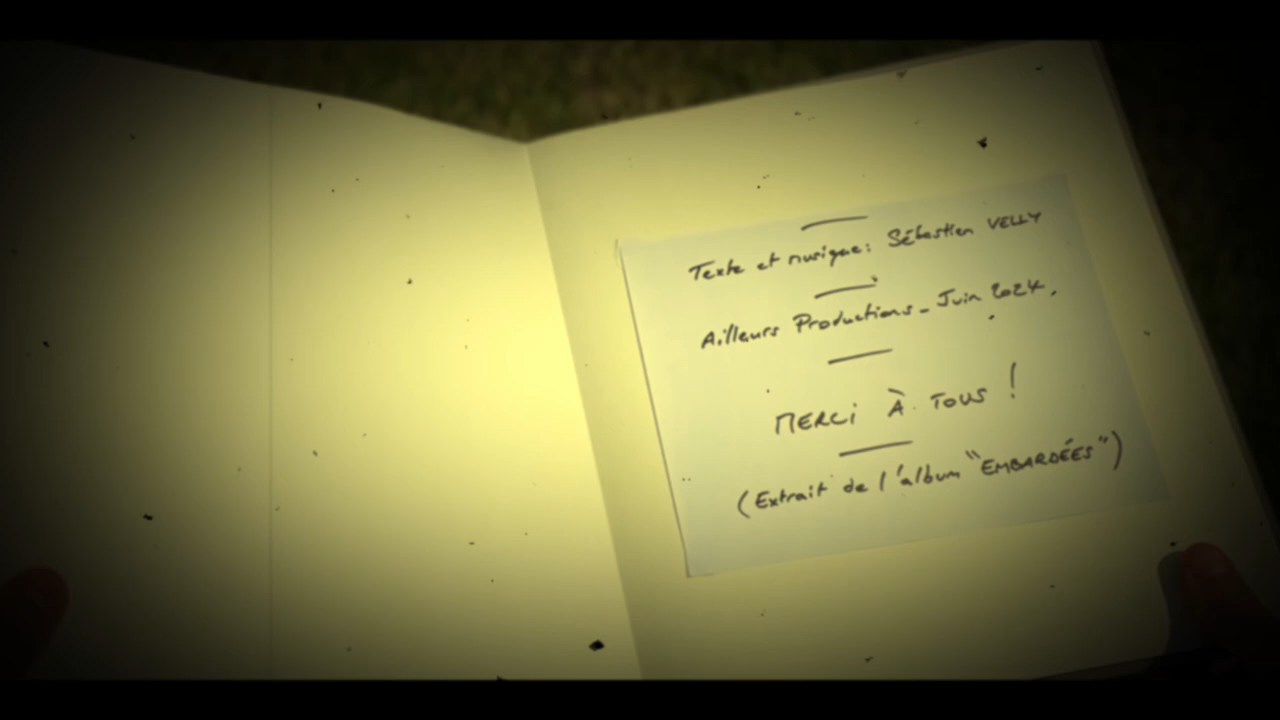 Texte et musique: Sébastien VELLY
Ailleurs Productions - Juin 2024.
MERCI À TOUS !
(Extrait de l'album "EMBARDÉES")